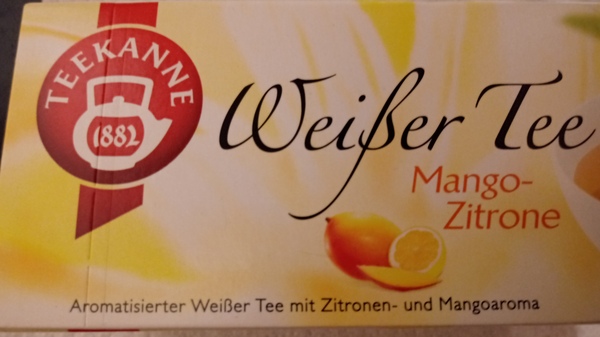 TEEKANNE
1882
Weißer Tee
Mango-
Zitrone
Aromatisierter Weißer Tee mit Zitronen- und Mangoaroma